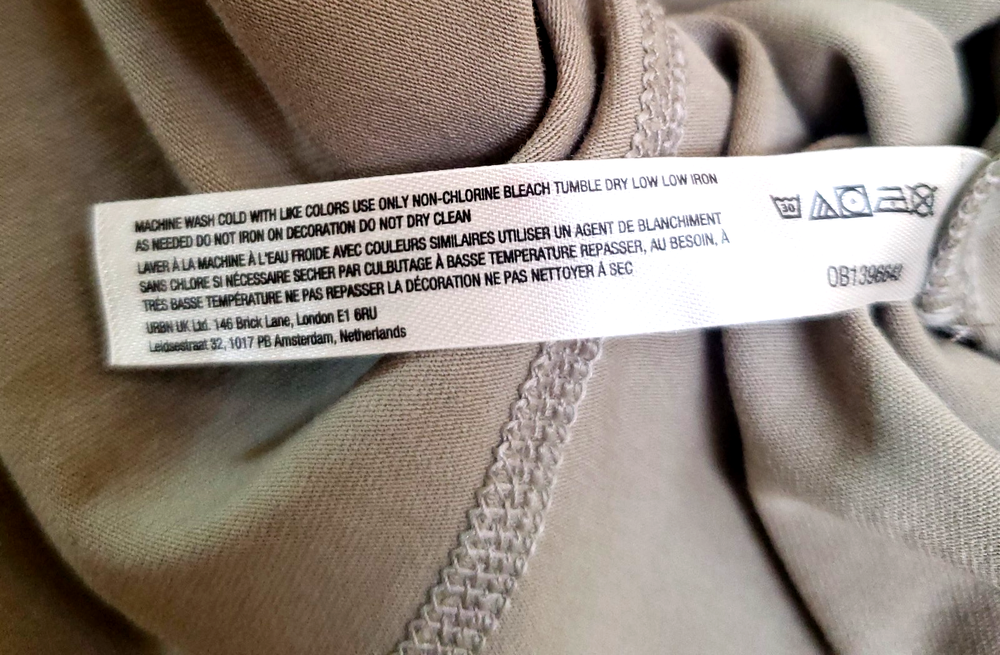 MACHINE WASH COLD WITH LIKE COLORS USE ONLY NON-CHLORINE BLEACH TUMBLE DRY LOW LOW IRON
AS NEEDED DO NOT IRON ON DECORATION DO NOT DRY CLEAN
LAVER À LA MACHINE À L'EAU FROIDE AVEC COULEURS SIMILAIRES UTILISER UN AGENT DE BLANCHIMENT
SANS CHLORE SI NÉCESSAIRE SECHER PAR CULBUTAGE À BASSE TEMPERATURE REPASSER, AU BESOIN, À
TRÈS BASSE TEMPÉRATURE NE PAS REPASSER LA DÉCORATION NE PAS NETTOYER À SEC
URBN UK Ltd. 146 Brick Lane, London E1 6RU
Leidsestraat 32, 1017 PB Amsterdam, Netherlands
30